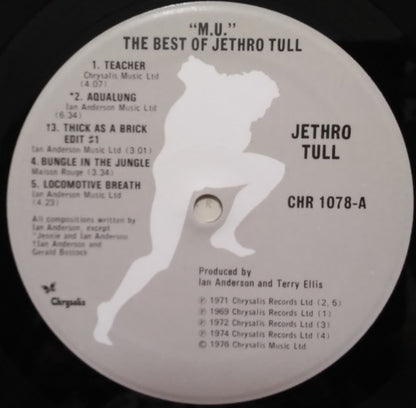 "M.U."
THE BEST OF JETHRO TULL
1. TEACHER
Chrysalis Music Ltd
(4.07)
*2. AQUALUNG
Ian Anderson Music Ltd
(6.34)
†3. THICK AS A BRICK
EDIT #1
Ian Anderson Music Ltd (3.01)
4. BUNGLE IN THE JUNGLE
Maison Rouge (3.34)
5. LOCOMOTIVE BREATH
Ian Anderson Music Ltd
(4.23)
All compositions written by
Ian Anderson, except
*Jennie and Ian Anderson
†Ian Anderson and
Gerald Bostock
Chrysalis
JETHRO
TULL
CHR 1078-A
Produced by
Ian Anderson and Terry Ellis
℗ 1971 Chrysalis Records Ltd (2, 5)
℗ 1969 Chrysalis Records Ltd (1)
℗ 1972 Chrysalis Records Ltd (3)
℗ 1974 Chrysalis Records Ltd (4)
© 1976 Chrysalis Music Ltd